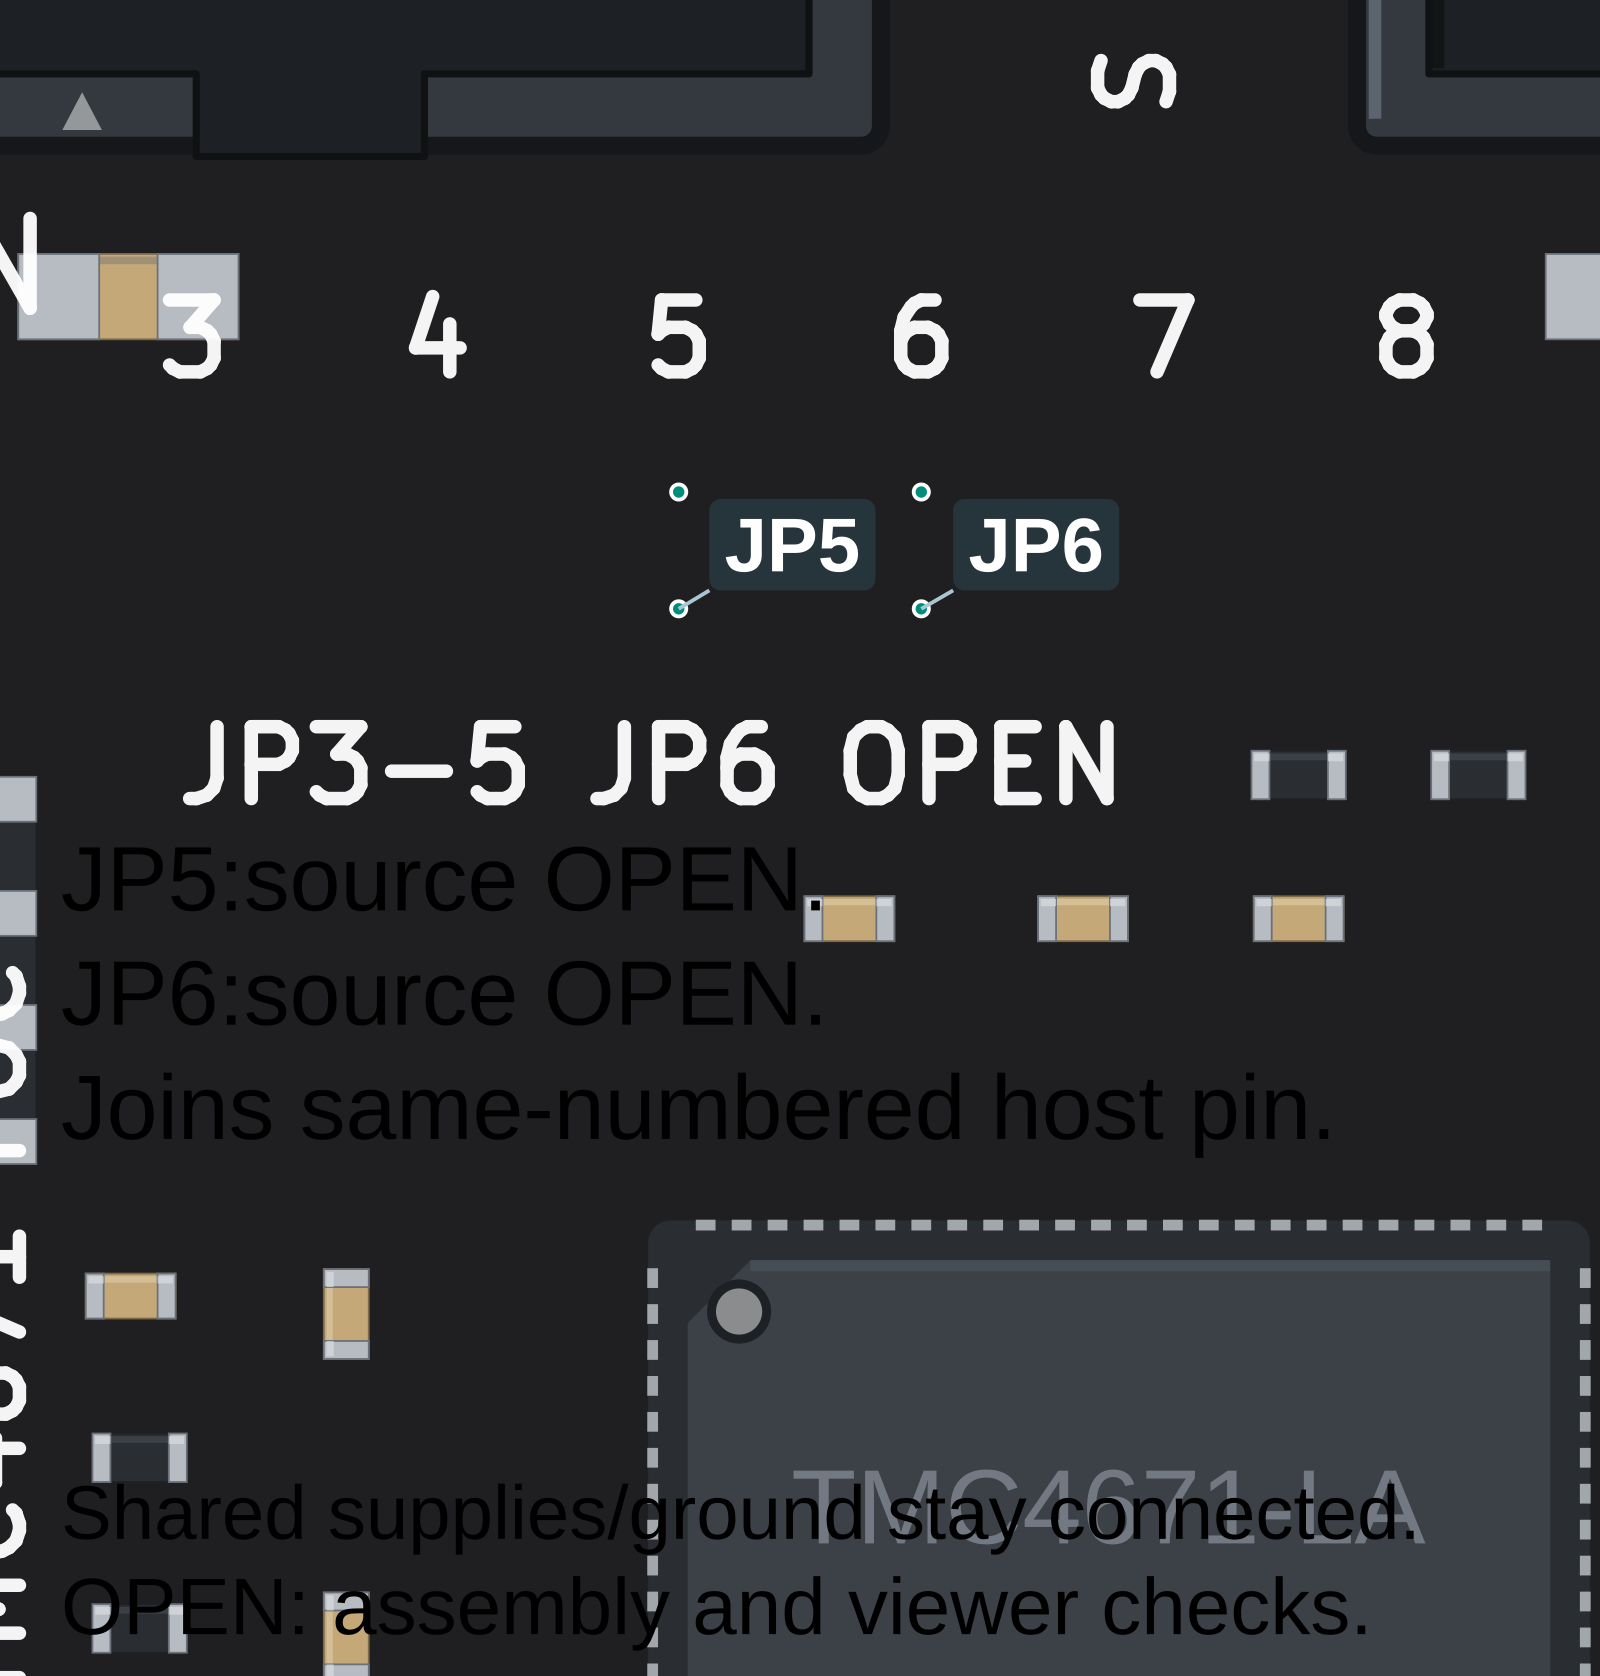 S
N
3 4 5 6 7 8
JP5 JP6
JP3-5 JP6 OPEN
JP5:source OPEN.
JP6:source OPEN.
Joins same-numbered host pin.
TMC4671-LA
Shared supplies/ground stay connected.
OPEN: assembly and viewer checks.